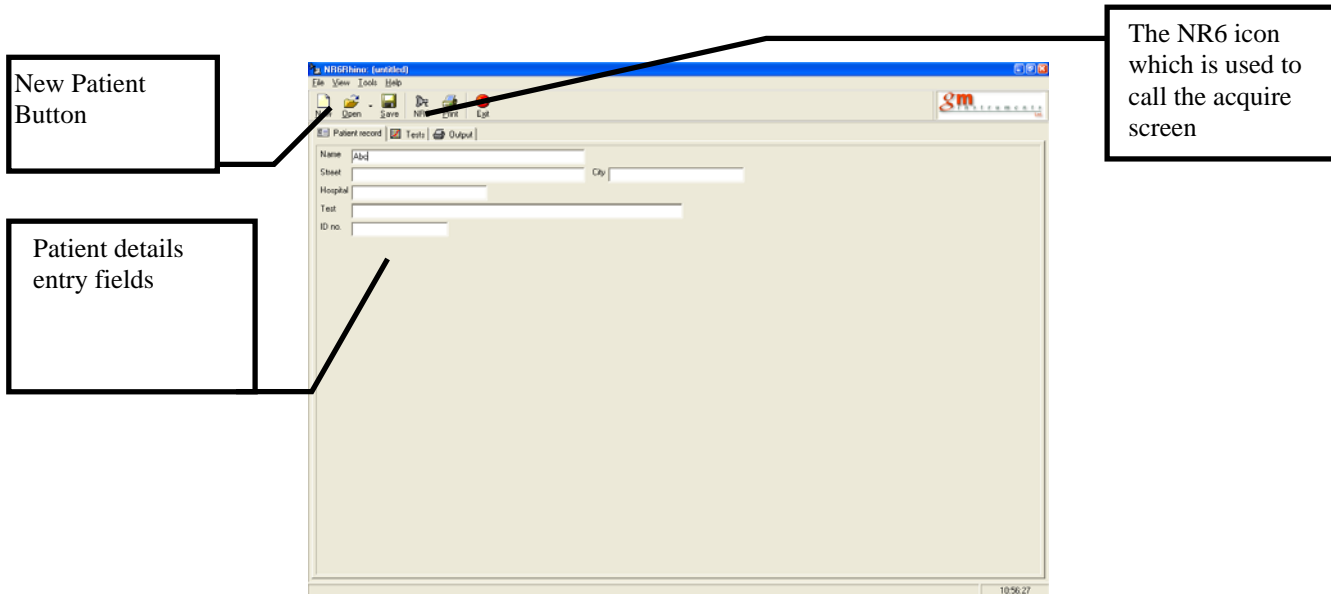 New Patient
Button
Patient details
entry fields
The NR6 icon
which is used to
call the acquire
screen
NR6Rhino: (untitled)
File View Tools Help
New Open Save NR6 Print Exit
gm instruments
Patient record Tests Output
Name Abc
Street City
Hospital
Test
ID no.
10:56:27